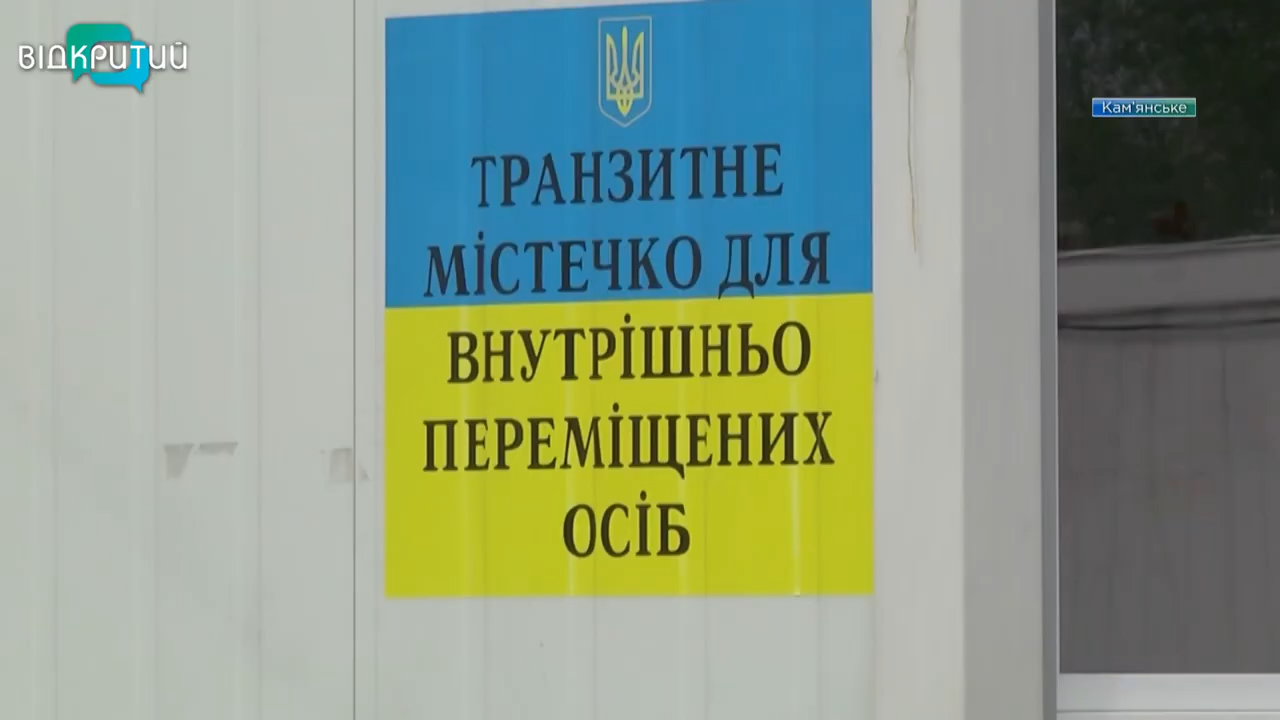 ВІДКРИТИЙ
Кам'янське
ТРАНЗИТНЕ
МІСТЕЧКО ДЛЯ
ВНУТРІШНЬО
ПЕРЕМІЩЕНИХ
ОСІБ